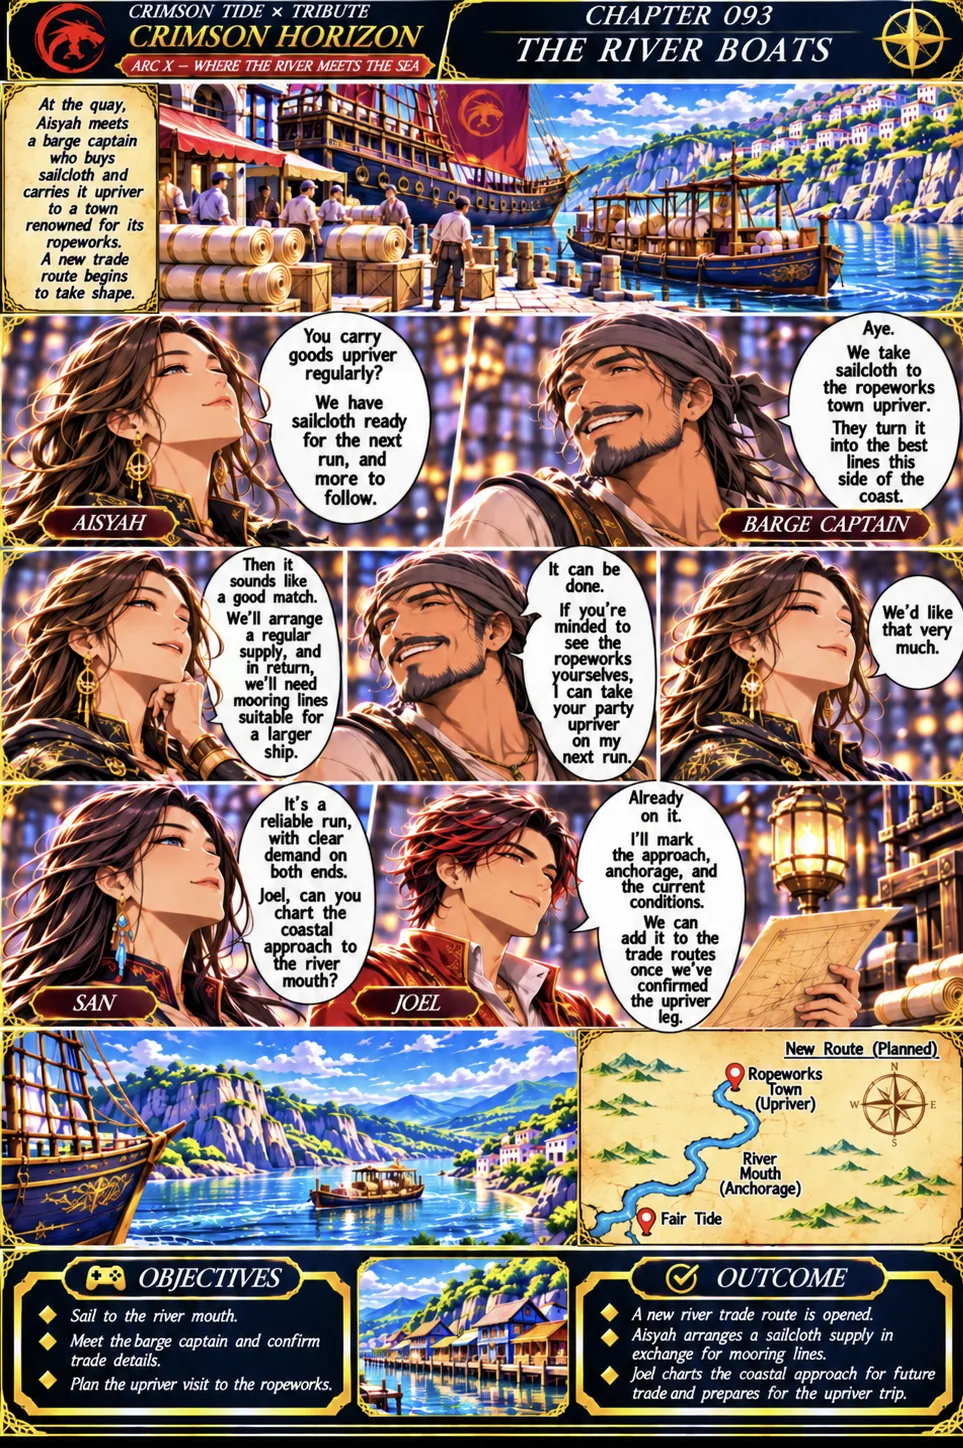 CRIMSON TIDE × TRIBUTE
CRIMSON HORIZON
ARC X – WHERE THE RIVER MEETS THE SEA
CHAPTER 093
THE RIVER BOATS
At the quay,
Aisyah meets
a barge captain
who buys
sailcloth and
carries it upriver
to a town
renowned for its
ropeworks.
A new trade
route begins
to take shape.
You carry
goods upriver
regularly?
We have
sailcloth ready
for the next
run, and
more to
follow.
AISYAH
Aye.
We take
sailcloth to
the ropeworks
town upriver.
They turn it
into the best
lines this
side of the
coast.
BARGE CAPTAIN
Then it
sounds like
a good match.
We'll arrange
a regular
supply, and
in return,
we'll need
mooring lines
suitable for
a larger
ship.
It can be
done.
If you're
minded to
see the
ropeworks
yourselves,
I can take
your party
upriver
on my
next run.
We'd like
that very
much.
It's a
reliable run,
with clear
demand on
both ends.
Joel, can you
chart the
coastal
approach to
the river
mouth?
SAN
Already
on it.
I'll mark
the approach,
anchorage, and
the current
conditions.
We can
add it to the
trade routes
once we've
confirmed
the upriver
leg.
JOEL
New Route (Planned)
N
W
E
S
Ropeworks
Town
(Upriver)
River
Mouth
(Anchorage)
Fair Tide
OBJECTIVES
Sail to the river mouth.
Meet the barge captain and confirm
trade details.
Plan the upriver visit to the ropeworks.
OUTCOME
A new river trade route is opened.
Aisyah arranges a sailcloth supply in
exchange for mooring lines.
Joel charts the coastal approach for future
trade and prepares for the upriver trip.